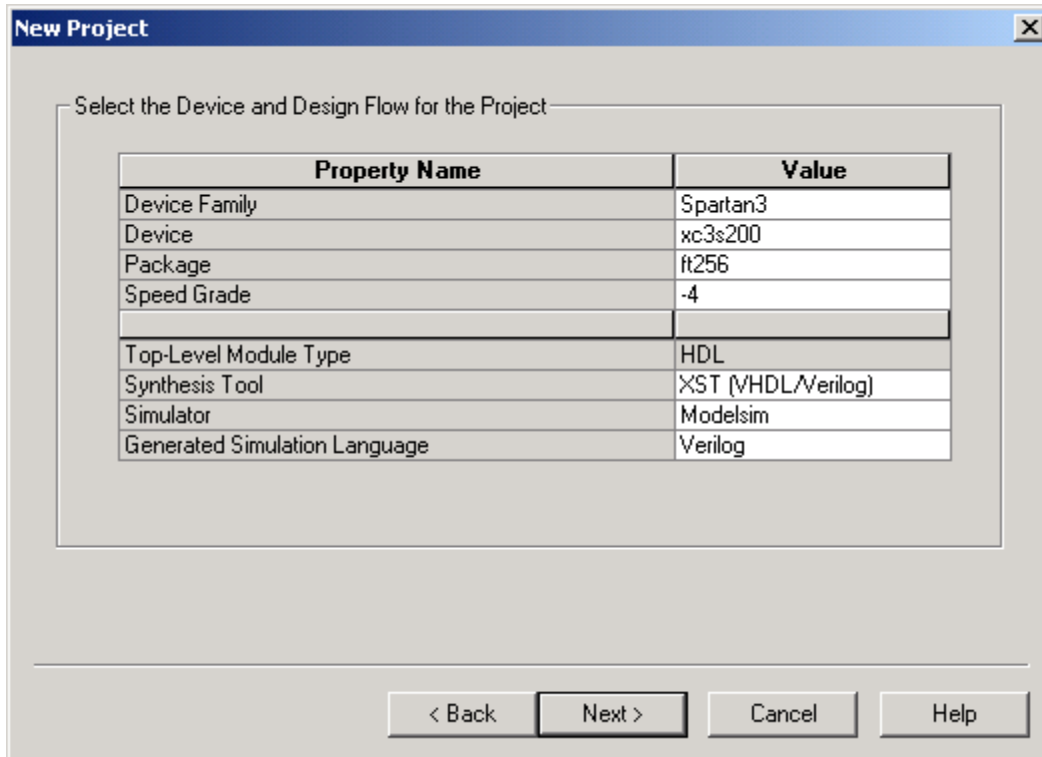 New Project
Select the Device and Design Flow for the Project
Property Name Value
Device Family Spartan3
Device xc3s200
Package ft256
Speed Grade -4
Top-Level Module Type HDL
Synthesis Tool XST (VHDL/Verilog)
Simulator Modelsim
Generated Simulation Language Verilog
< Back Next > Cancel Help